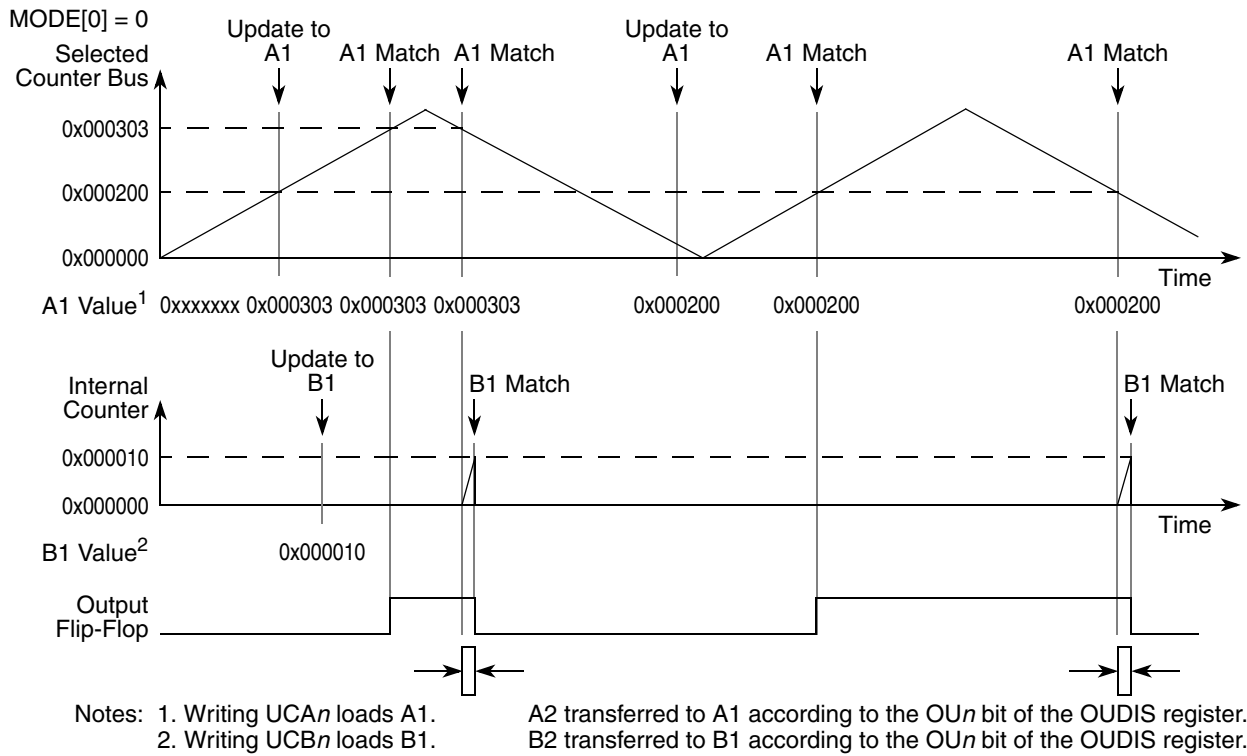 MODE[0] = 0
Update to
A1
A1 Match
A1 Match
Update to
A1
A1 Match
A1 Match
Selected
Counter Bus
0x000303
0x000200
0x000000
Time
A1 Value1 0xxxxxxx 0x000303 0x000303 0x000303 0x000200 0x000200 0x000200
Update to
B1
B1 Match
B1 Match
Internal
Counter
0x000010
0x000000
Time
B1 Value2 0x000010
Output
Flip-Flop
Notes: 1. Writing UCAn loads A1. A2 transferred to A1 according to the OUn bit of the OUDIS register.
2. Writing UCBn loads B1. B2 transferred to B1 according to the OUn bit of the OUDIS register.